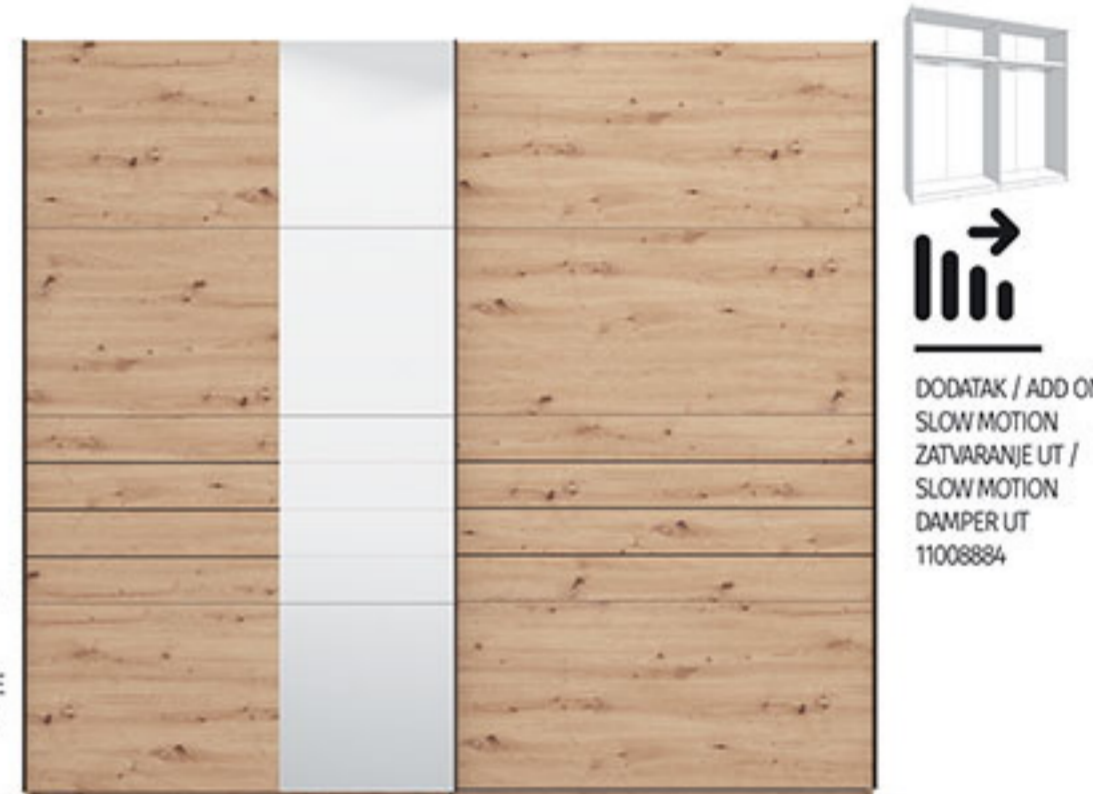 DODATAK / ADD ON
SLOW MOTION
ZATVARANJE UT /
SLOW MOTION
DAMPER UT
11008884